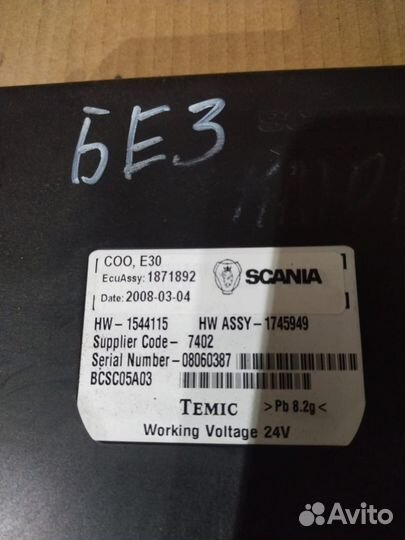 БЕЗ
COO, E30
EcuAssy: 1871892
SCANIA
Date: 2008-03-04
HW- 1544115 HW ASSY-1745949
Supplier Code- 7402
Serial Number-08060387
BCSC05A03
TEMIC >Pb 8.2g<
Working Voltage 24V
Avito